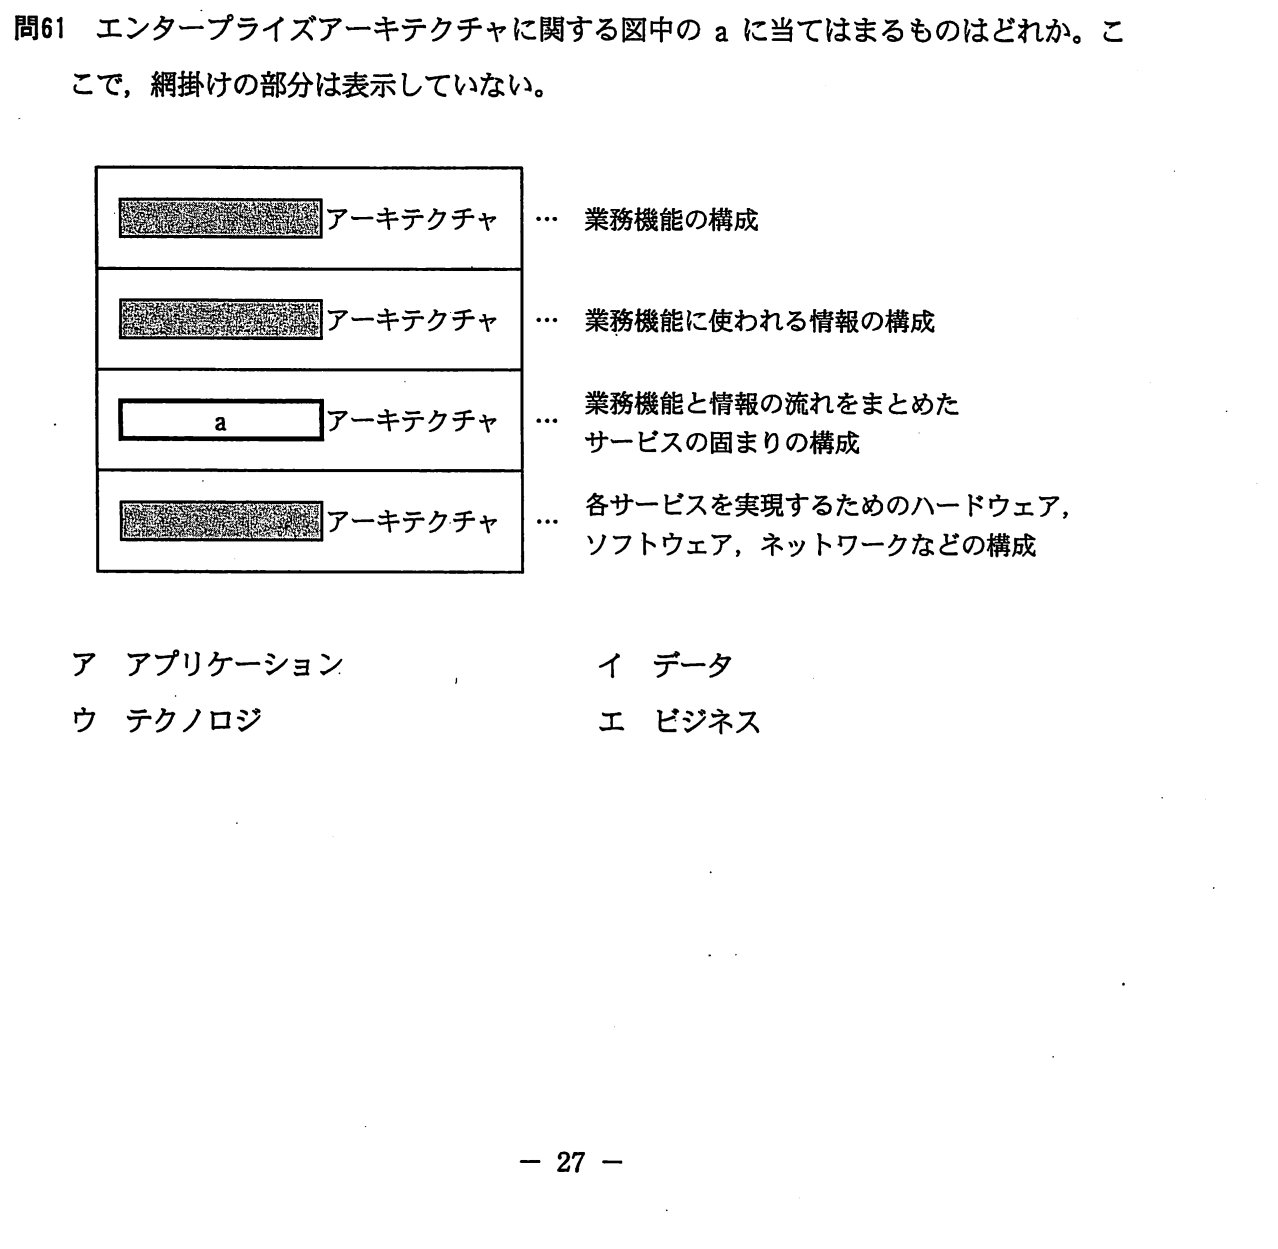 問61 エンタープライズアーキテクチャに関する図中の a に当てはまるものはどれか。こ
こで，網掛けの部分は表示していない。
アーキテクチャ … 業務機能の構成
アーキテクチャ … 業務機能に使われる情報の構成
a アーキテクチャ … 業務機能と情報の流れをまとめた
サービスの固まりの構成
アーキテクチャ … 各サービスを実現するためのハードウェア，
ソフトウェア，ネットワークなどの構成
ア アプリケーション イ データ
ウ テクノロジ エ ビジネス
－ 27 －